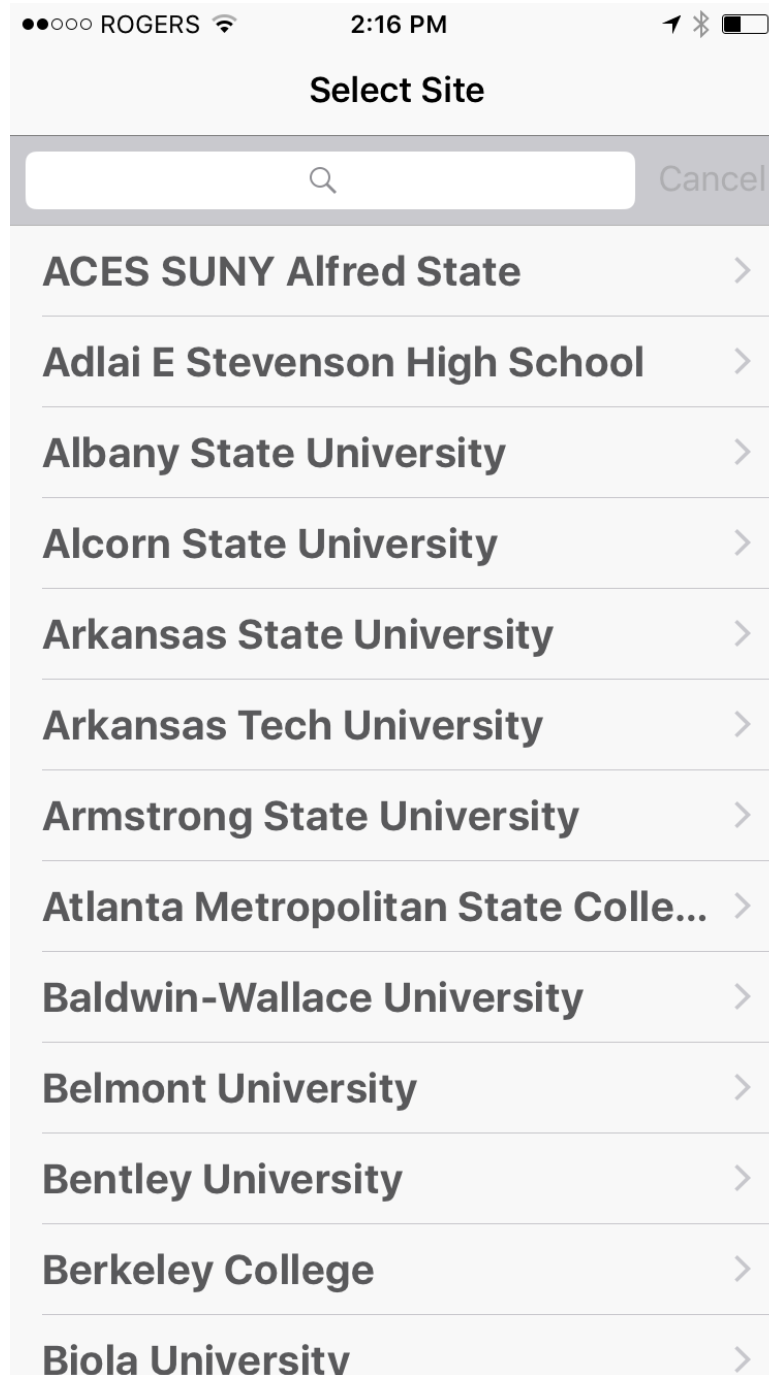 ROGERS 2:16 PM
Select Site
Cancel
ACES SUNY Alfred State
Adlai E Stevenson High School
Albany State University
Alcorn State University
Arkansas State University
Arkansas Tech University
Armstrong State University
Atlanta Metropolitan State Colle...
Baldwin-Wallace University
Belmont University
Bentley University
Berkeley College
Biola University